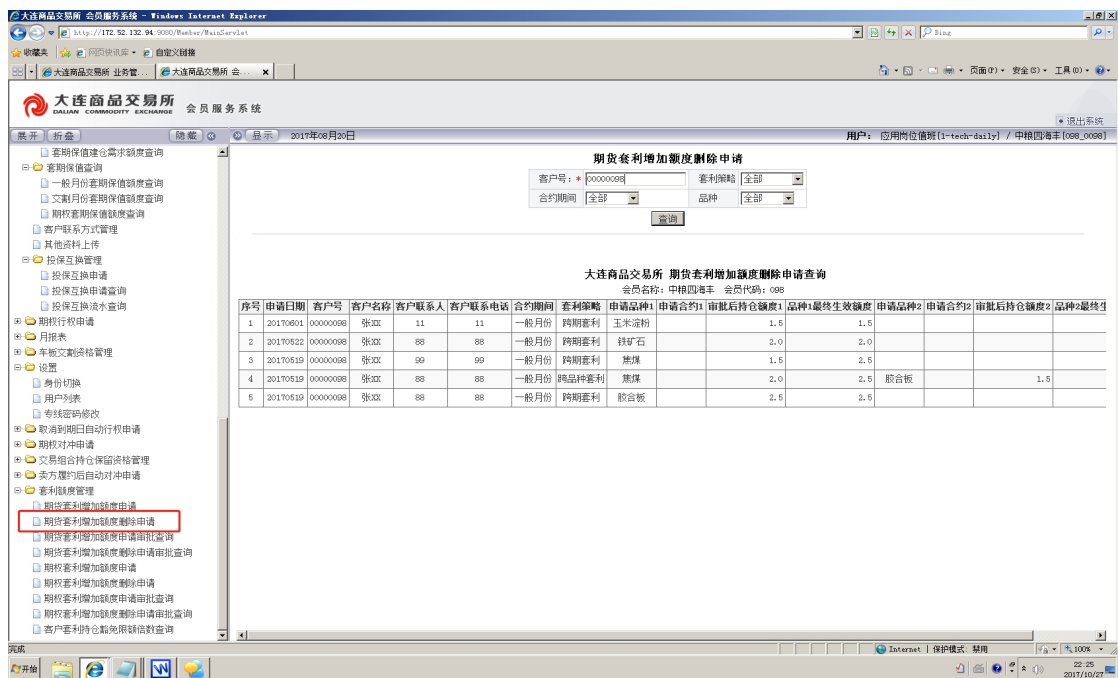 大连商品交易所 会员服务系统 - Windows Internet Explorer
http://172.52.132.94:9080/Member/MainServlet
Bing
收藏夹 网页快讯库 自定义链接
大连商品交易所 业务管... 大连商品交易所 会... x
页面(P) 安全(S) 工具(O)
大连商品交易所 会员服务系统
DALIAN COMMODITY EXCHANGE
退出系统
展开 折叠 隐藏 显示 2017年08月20日 用户： 应用岗位值班[1-tech-daily] / 中粮四海丰[098_0098]
套期保值建仓需求额度查询
套期保值查询
一般月份套期保值额度查询
交割月份套期保值额度查询
期权套期保值额度查询
客户联系方式管理
其他资料上传
投保互换管理
投保互换申请
投保互换申请查询
投保互换流水查询
期权行权申请
月报表
车板交割资格管理
设置
身份切换
用户列表
专线密码修改
取消到期日自动行权申请
期权对冲申请
交易组合持仓保留资格管理
卖方履约后自动对冲申请
套利额度管理
期货套利增加额度申请
期货套利增加额度删除申请
期货套利增加额度申请审批查询
期货套利增加额度删除申请审批查询
期权套利增加额度申请
期权套利增加额度删除申请
期权套利增加额度申请审批查询
期权套利增加额度删除申请审批查询
客户套利持仓豁免限额倍数查询
期货套利增加额度删除申请
客户号：* 00000098 套利策略 全部
合约期间 全部 品种 全部
查询
大连商品交易所 期货套利增加额度删除申请查询
会员名称：中粮四海丰 会员代码：098
序号 申请日期 客户号 客户名称 客户联系人 客户联系电话 合约期间 套利策略 申请品种1 申请合约1 审批后持仓额度1 品种1最终生效额度 申请品种2 申请合约2 审批后持仓额度2 品种2最终生
1 20170601 00000098 张XX 11 11 一般月份 跨期套利 玉米淀粉 1.5 1.5
2 20170522 00000098 张XX 88 88 一般月份 跨期套利 铁矿石 2.0 2.0
3 20170519 00000098 张XX 99 99 一般月份 跨期套利 焦煤 1.5 2.5
4 20170519 00000098 张XX 88 88 一般月份 跨品种套利 焦煤 2.0 2.5 胶合板 1.5
5 20170519 00000098 张XX 88 88 一般月份 跨期套利 胶合板 2.5 2.5
完成 Internet | 保护模式: 禁用 100%
开始 22:25
2017/10/27